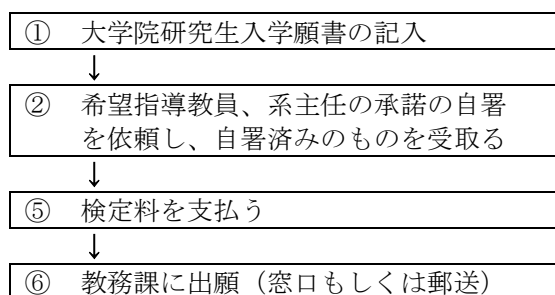 ① 大学院研究生入学願書の記入
↓
② 希望指導教員、系主任の承諾の自署
を依頼し、自署済みのものを受取る
↓
⑤ 検定料を支払う
↓
⑥ 教務課に出願（窓口もしくは郵送）